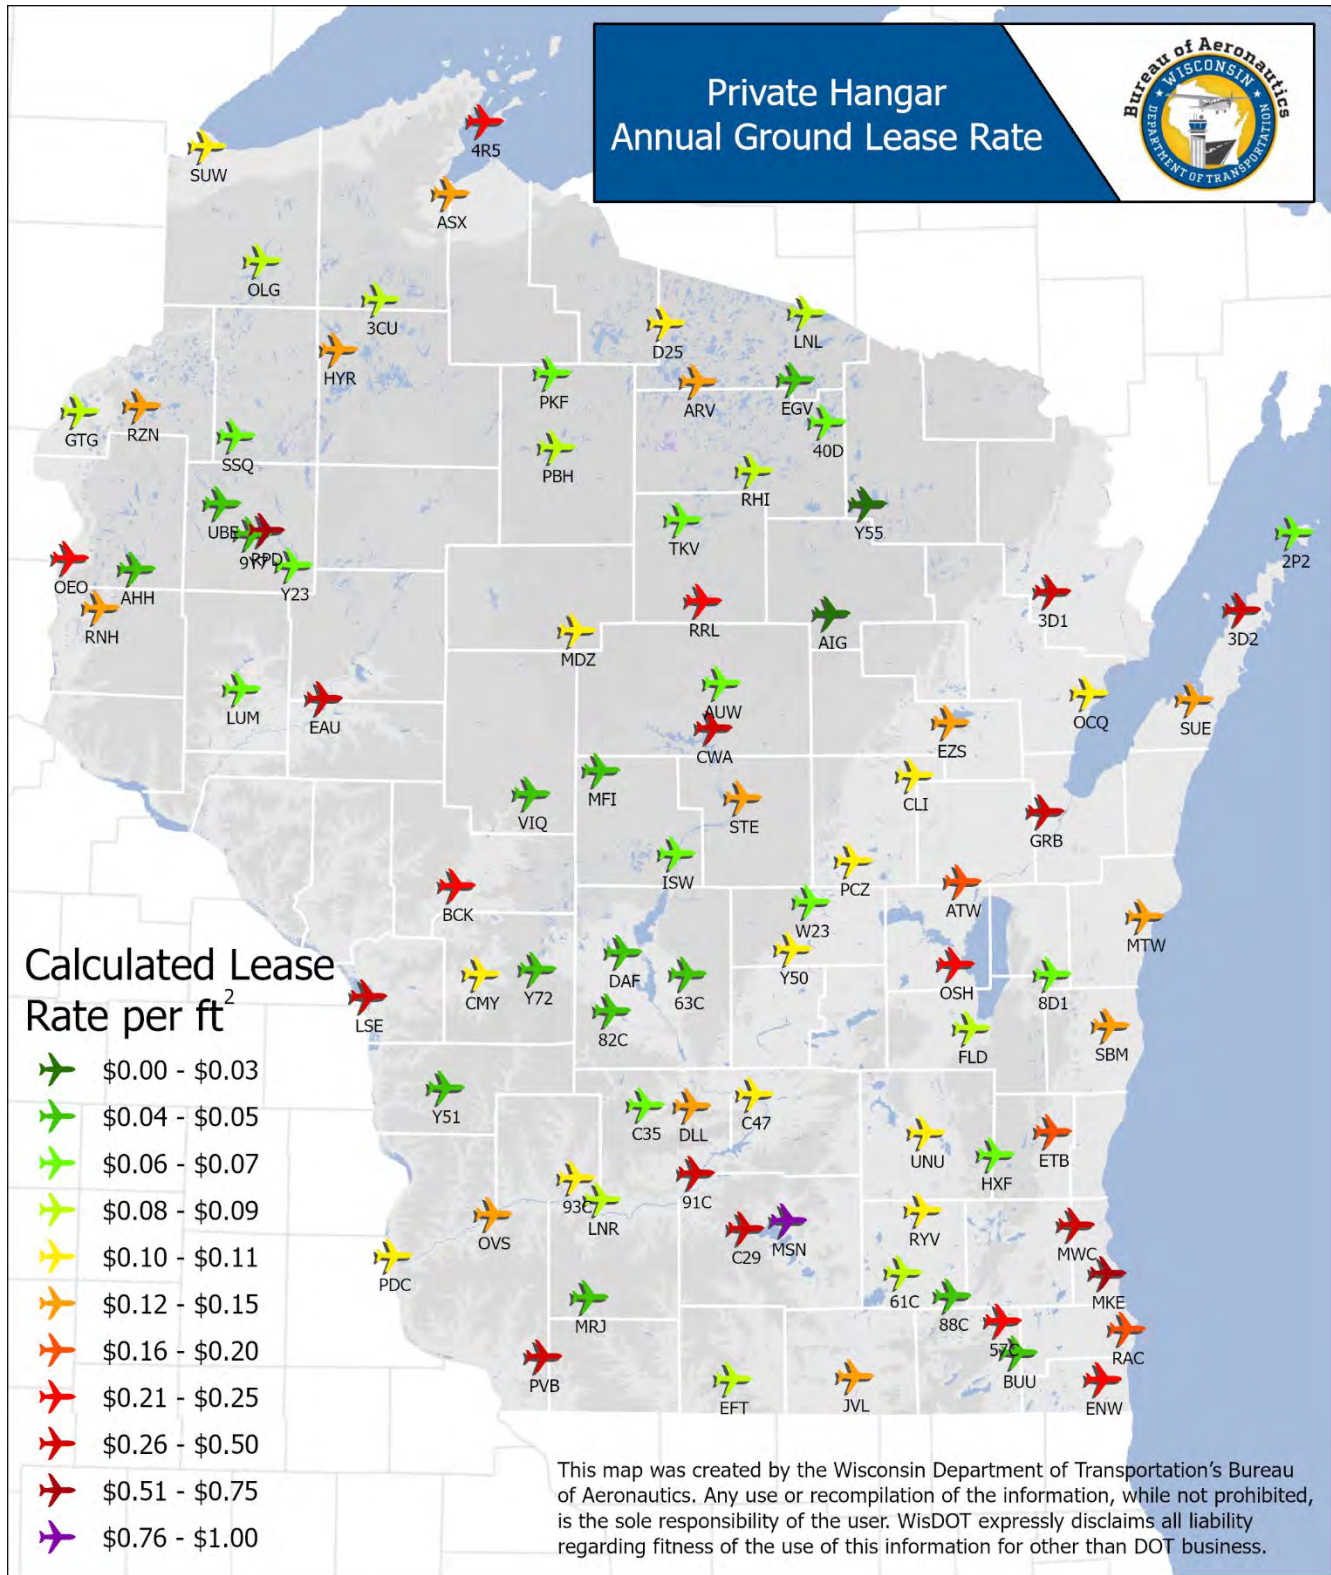 Private Hangar
Annual Ground Lease Rate
Bureau of Aeronautics
WISCONSIN
DEPARTMENT OF TRANSPORTATION
4R5
SUW
ASX
OLG
3CU
LNL
D25
HYR
PKF
ARV
EGV
GTG
RZN
40D
SSQ
PBH
RHI
UBE
Y55
TKV
RPD
9Y7
2P2
OEO
AHH
Y23
RNH
RRL
3D1
AIG
3D2
MDZ
LUM
EAU
AUW
OCQ
SUE
EZS
CWA
CLI
MFI
VIQ
STE
GRB
ISW
PCZ
BCK
ATW
W23
MTW
DAF
Y50
CMY
Y72
63C
OSH
8D1
LSE
82C
FLD
SBM
Y51
C35
DLL
C47
UNU
ETB
HXF
93C
91C
LNR
OVS
C29
MSN
RYV
MWC
PDC
MRJ
61C
88C
MKE
57C
RAC
BUU
PVB
EFT
JVL
ENW
Calculated Lease
Rate per ft2
$0.00 - $0.03
$0.04 - $0.05
$0.06 - $0.07
$0.08 - $0.09
$0.10 - $0.11
$0.12 - $0.15
$0.16 - $0.20
$0.21 - $0.25
$0.26 - $0.50
$0.51 - $0.75
$0.76 - $1.00
This map was created by the Wisconsin Department of Transportation's Bureau
of Aeronautics. Any use or recompilation of the information, while not prohibited,
is the sole responsibility of the user. WisDOT expressly disclaims all liability
regarding fitness of the use of this information for other than DOT business.